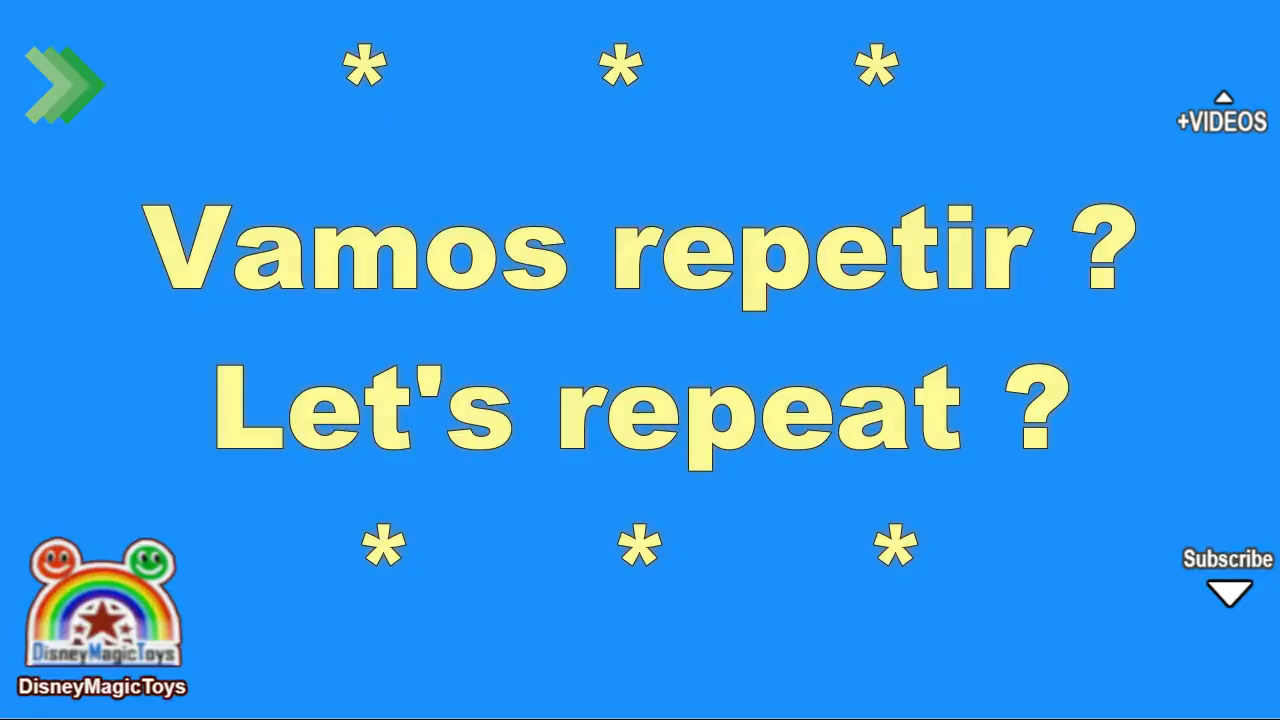 * * *
+VIDEOS
Vamos repetir ?
Let's repeat ?
* * *
Subscribe
DisneyMagicToys
DisneyMagicToys